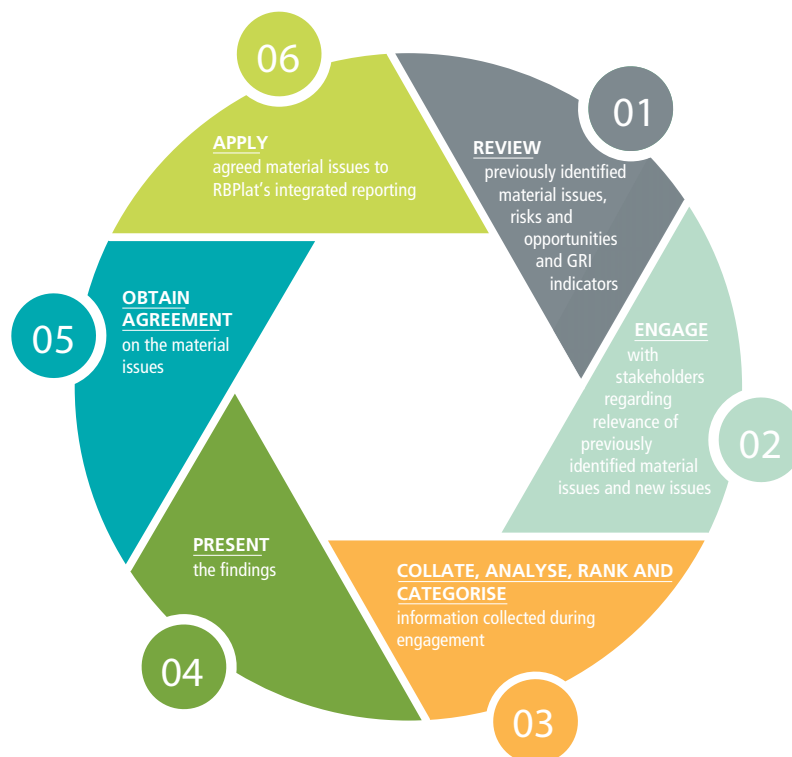 01
REVIEW
previously identified
material issues,
risks and
opportunities
and GRI
indicators
02
ENGAGE
with
stakeholders
regarding
relevance of
previously
identified material
issues and new issues
03
COLLATE, ANALYSE, RANK AND
CATEGORISE
information collected during
engagement
04
PRESENT
the findings
05
OBTAIN
AGREEMENT
on the material
issues
06
APPLY
agreed material issues to
RBPlat's integrated reporting